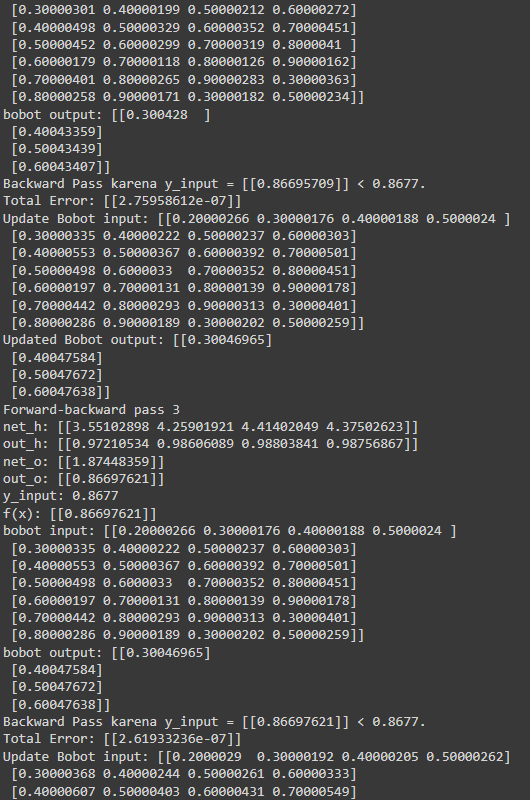 [0.30000301 0.40000199 0.50000212 0.60000272]
[0.40000498 0.50000329 0.60000352 0.70000451]
[0.50000452 0.60000299 0.70000319 0.8000041 ]
[0.60000179 0.70000118 0.80000126 0.90000162]
[0.70000401 0.80000265 0.90000283 0.30000363]
[0.80000258 0.90000171 0.30000182 0.50000234]]
bobot output: [[0.300428  ]
[0.40043359]
[0.50043439]
[0.60043407]]
Backward Pass karena y_input = [[0.86695709]] < 0.8677.
Total Error: [[2.75958612e-07]]
Update Bobot input: [[0.20000266 0.30000176 0.40000188 0.5000024 ]
[0.30000335 0.40000222 0.50000237 0.60000303]
[0.40000553 0.50000367 0.60000392 0.70000501]
[0.50000498 0.6000033  0.70000352 0.80000451]
[0.60000197 0.70000131 0.80000139 0.90000178]
[0.70000442 0.80000293 0.90000313 0.30000401]
[0.80000286 0.90000189 0.30000202 0.50000259]]
Updated Bobot output: [[0.30046965]
[0.40047584]
[0.50047672]
[0.60047638]]
Forward-backward pass 3
net_h: [[3.55102898 4.25901921 4.41402049 4.37502623]]
out_h: [[0.97210534 0.98606089 0.98803841 0.98756867]]
net_o: [[1.87448359]]
out_o: [[0.86697621]]
y_input: 0.8677
f(x): [[0.86697621]]
bobot input: [[0.20000266 0.30000176 0.40000188 0.5000024 ]
[0.30000335 0.40000222 0.50000237 0.60000303]
[0.40000553 0.50000367 0.60000392 0.70000501]
[0.50000498 0.6000033  0.70000352 0.80000451]
[0.60000197 0.70000131 0.80000139 0.90000178]
[0.70000442 0.80000293 0.90000313 0.30000401]
[0.80000286 0.90000189 0.30000202 0.50000259]]
bobot output: [[0.30046965]
[0.40047584]
[0.50047672]
[0.60047638]]
Backward Pass karena y_input = [[0.86697621]] < 0.8677.
Total Error: [[2.61933236e-07]]
Update Bobot input: [[0.2000029  0.30000192 0.40000205 0.50000262]
[0.30000368 0.40000244 0.50000261 0.60000333]
[0.40000607 0.50000403 0.60000431 0.70000549]